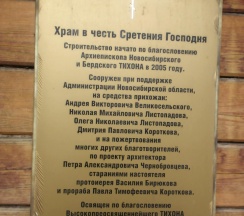 Храм в честь Сретения Господня
Строительство начато по благословению
Архиепископа Новосибирского
и Бердского ТИХОНА в 2005 году.
Сооружен при поддержке
Администрации Новосибирской области,
на средства прихожан:
Андрея Викторовича Великосельского,
Николая Михайловича Листопадова,
Олега Николаевича Листопадова,
Дмитрия Павловича Короткова,
и на пожертвования
многих других благотворителей,
по проекту архитектора
Петра Александровича Чернобровцева,
стараниями настоятеля
протоиерея Василия Бирюкова
и прораба Павла Тимофеевича Короткова.
Освящен по благословению
Высокопреосвященнейшего ТИХОНА